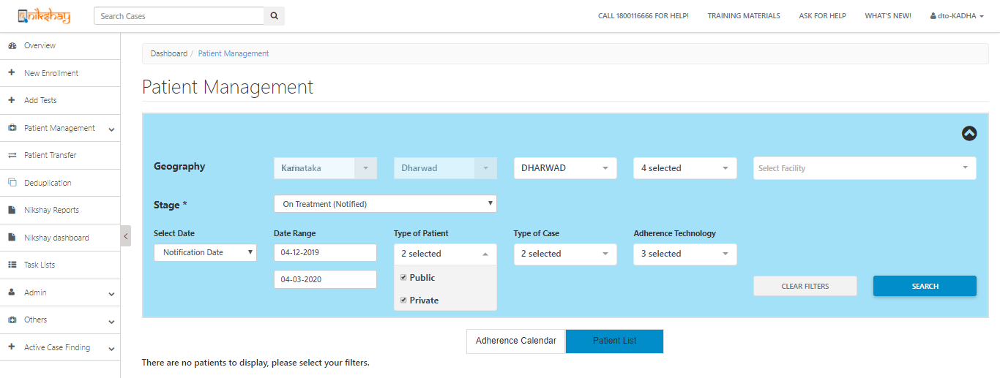 nikshay
Search Cases
CALL 1800116666 FOR HELP!
TRAINING MATERIALS
ASK FOR HELP
WHAT'S NEW!
dto-KADHA
Overview
New Enrollment
Add Tests
Patient Management
Patient Transfer
Deduplication
Nikshay Reports
Nikshay dashboard
Task Lists
Admin
Others
Active Case Finding
Dashboard / Patient Management
Patient Management
Geography
Karnataka
Dharwad
DHARWAD
4 selected
Select Facility
Stage *
On Treatment (Notified)
Select Date
Date Range
Type of Patient
Type of Case
Adherence Technology
Notification Date
04-12-2019
2 selected
2 selected
3 selected
04-03-2020
Public
Private
CLEAR FILTERS
SEARCH
Adherence Calendar
Patient List
There are no patients to display, please select your filters.